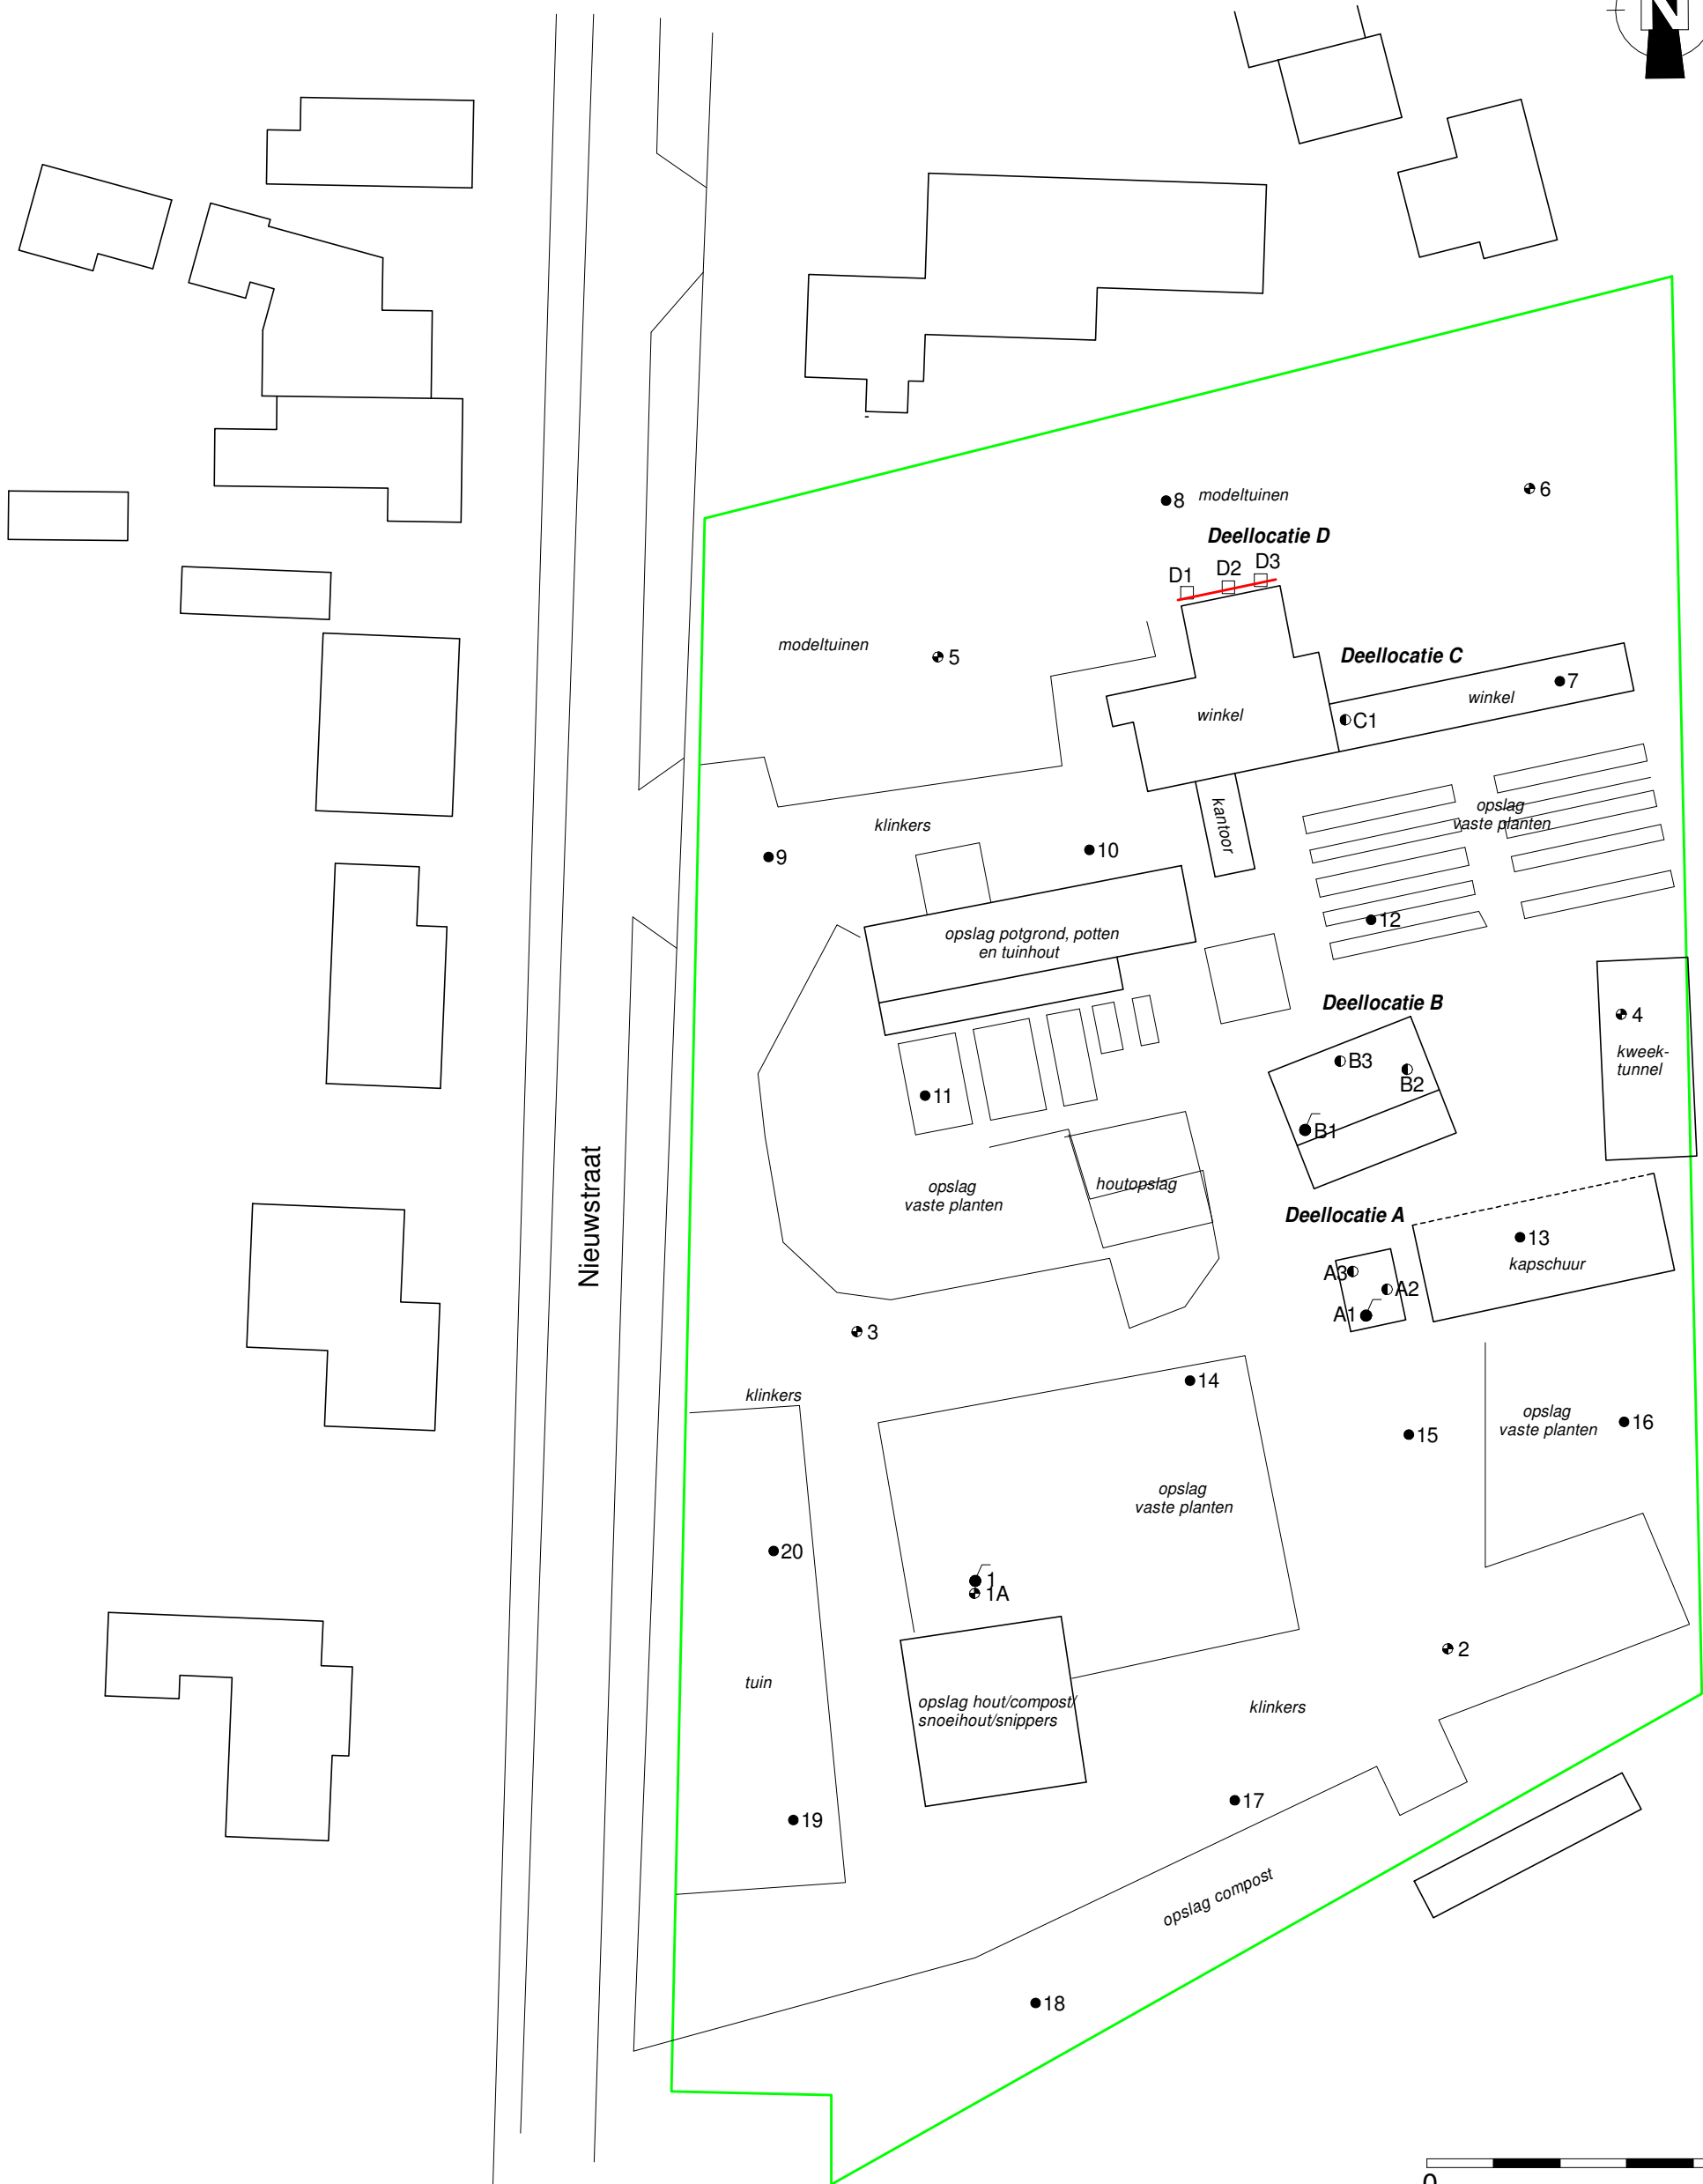 N
8
modeltuinen
6
Deellocatie D
D1
D2
D3
modeltuinen
5
Deellocatie C
7
winkel
winkel
C1
opslag
vaste planten
kantoor
klinkers
9
10
12
opslag potgrond, potten
en tuinhout
Deellocatie B
4
kweek-
tunnel
B3
B2
B1
11
Nieuwstraat
opslag
vaste planten
houtopslag
Deellocatie A
13
kapschuur
A3
A2
A1
3
klinkers
14
15
opslag
vaste planten
16
opslag
vaste planten
20
1
1A
2
tuin
opslag hout/compost/
snoeihout/snippers
klinkers
17
19
opslag compost
18
0